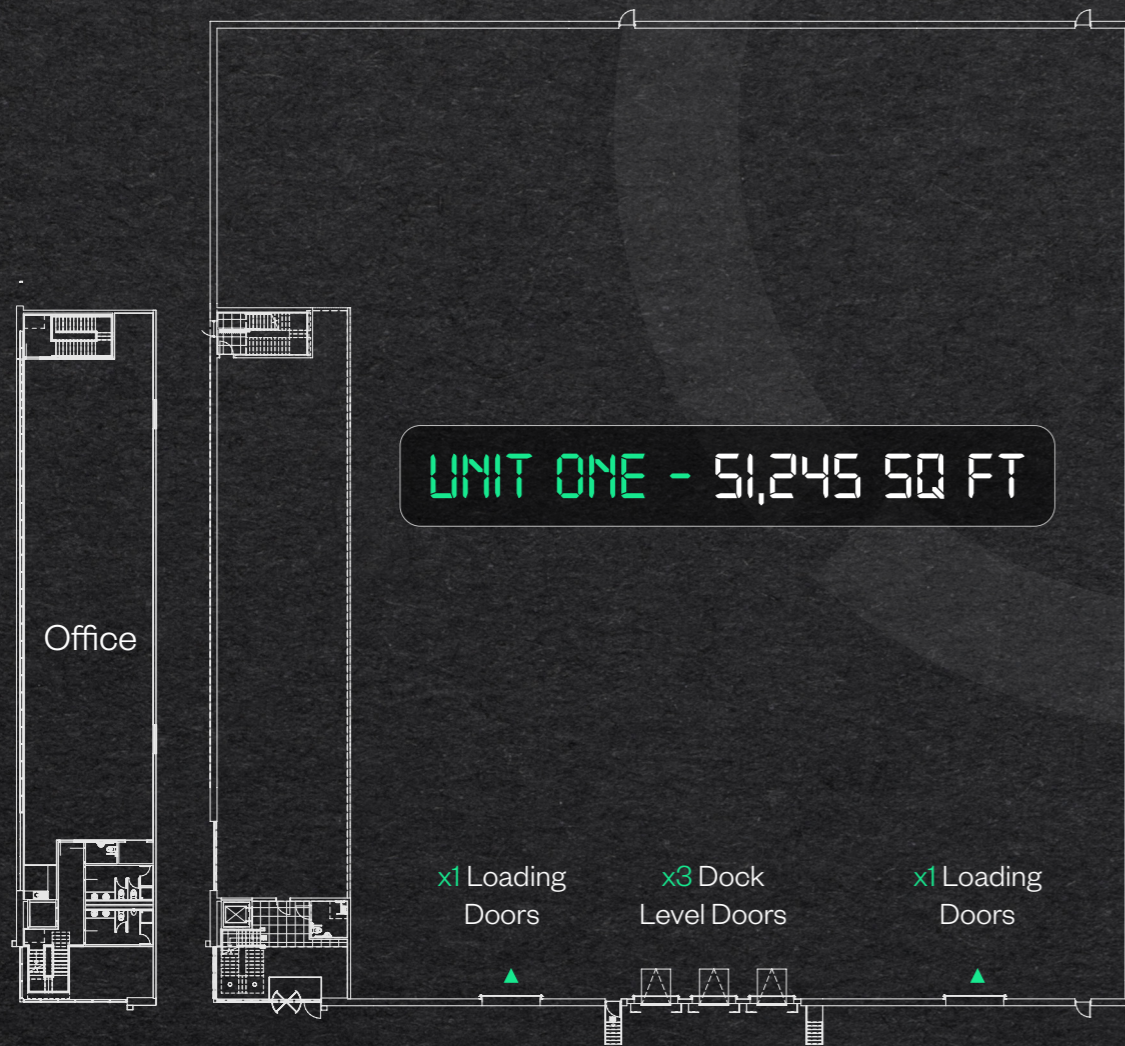 UNIT ONE - 51,245 SQ FT
Office
x1 Loading
Doors
x3 Dock
Level Doors
x1 Loading
Doors